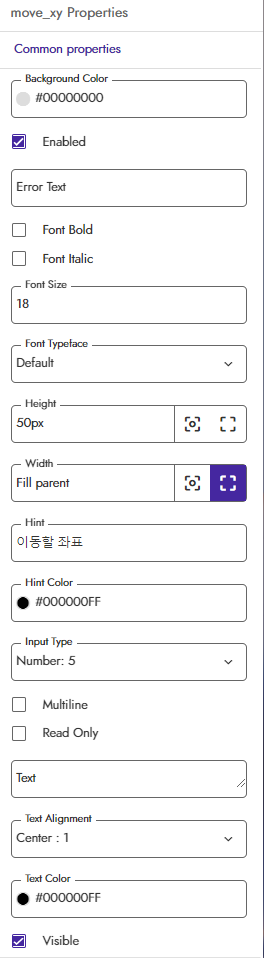 move_xy Properties
Common properties
Background Color
#00000000
Enabled
Error Text
Font Bold
Font Italic
Font Size
18
Font Typeface
Default
Height
50px
Width
Fill parent
Hint
이동할 좌표
Hint Color
#000000FF
Input Type
Number: 5
Multiline
Read Only
Text
Text Alignment
Center : 1
Text Color
#000000FF
Visible